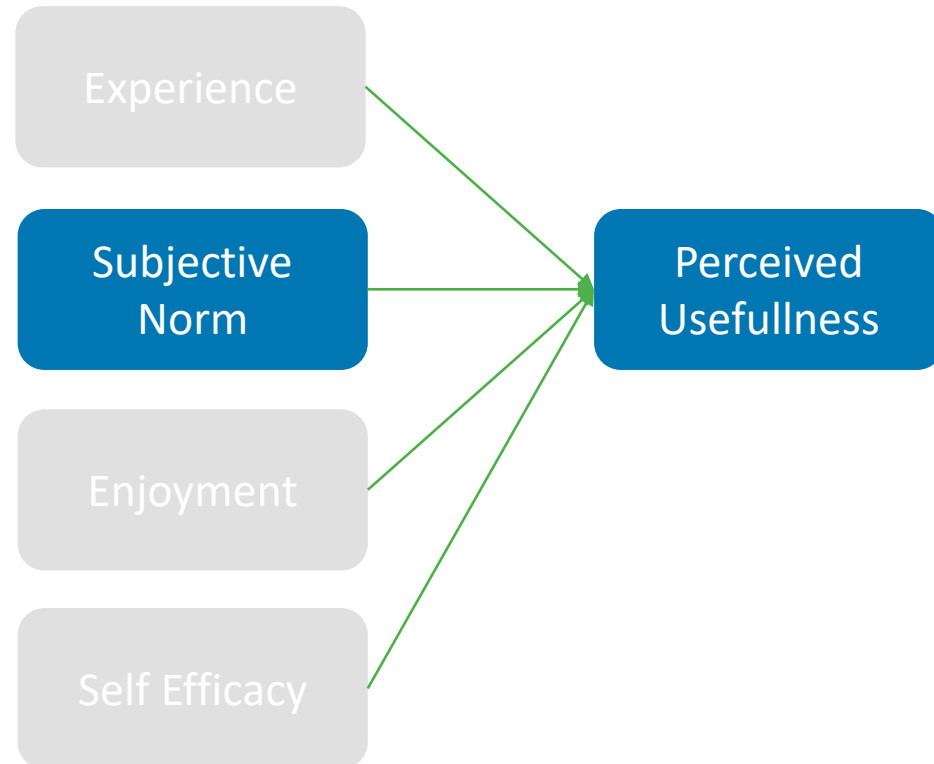 Experience
Subjective
Norm
Perceived
Usefullness
Enjoyment
Self Efficacy